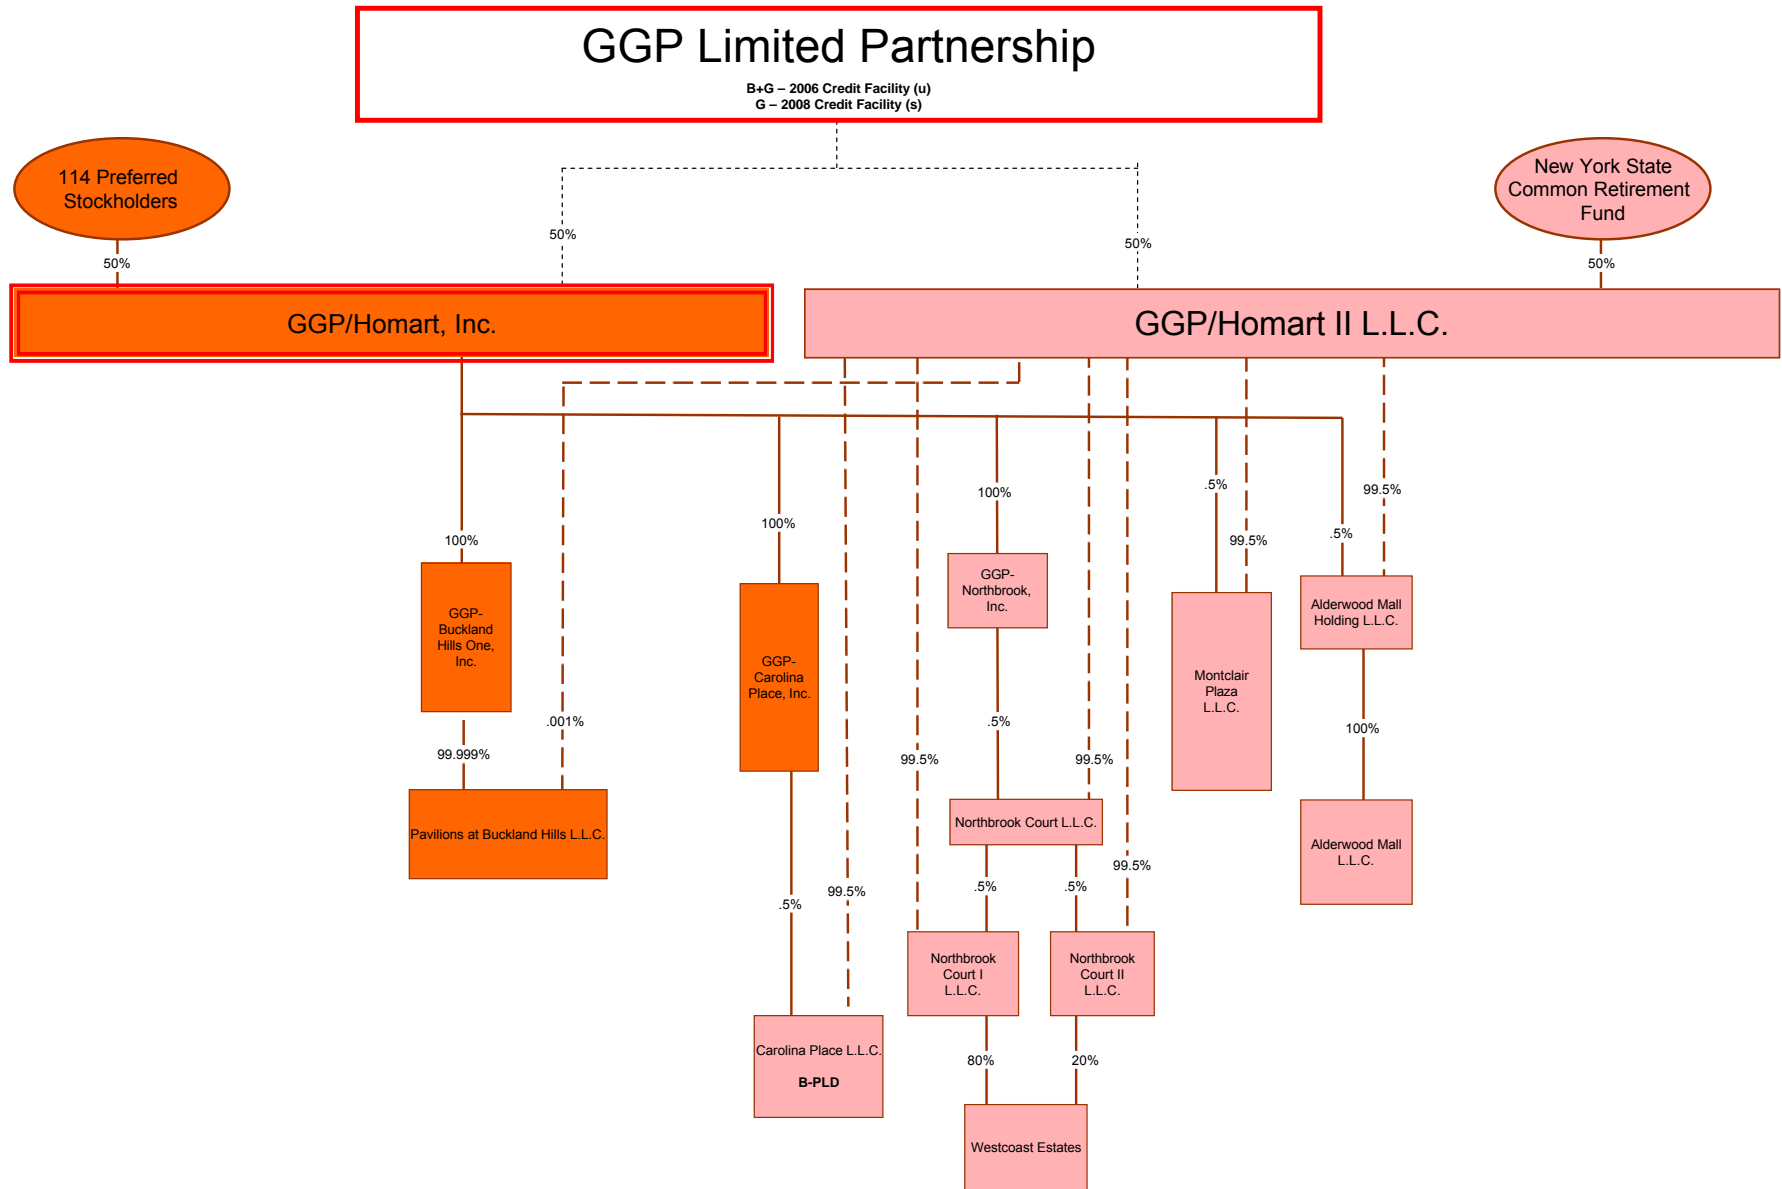 GGP Limited Partnership
B+G – 2006 Credit Facility (u)
G – 2008 Credit Facility (s)
114 Preferred
Stockholders
New York State
Common Retirement
Fund
50%
50%
50%
50%
GGP/Homart, Inc.
GGP/Homart II L.L.C.
100%
100%
100%
.5%
99.5%
.5%
99.5%
GGP-
Buckland
Hills One,
Inc.
GGP-
Carolina
Place, Inc.
GGP-
Northbrook,
Inc.
Montclair
Plaza
L.L.C.
Alderwood Mall
Holding L.L.C.
99.999%
.001%
.5%
99.5%
99.5%
100%
Pavilions at Buckland Hills L.L.C.
Northbrook Court L.L.C.
Alderwood Mall
L.L.C.
.5%
99.5%
.5%
.5%
99.5%
Northbrook
Court I
L.L.C.
Northbrook
Court II
L.L.C.
Carolina Place L.L.C.
B-PLD
80%
20%
Westcoast Estates